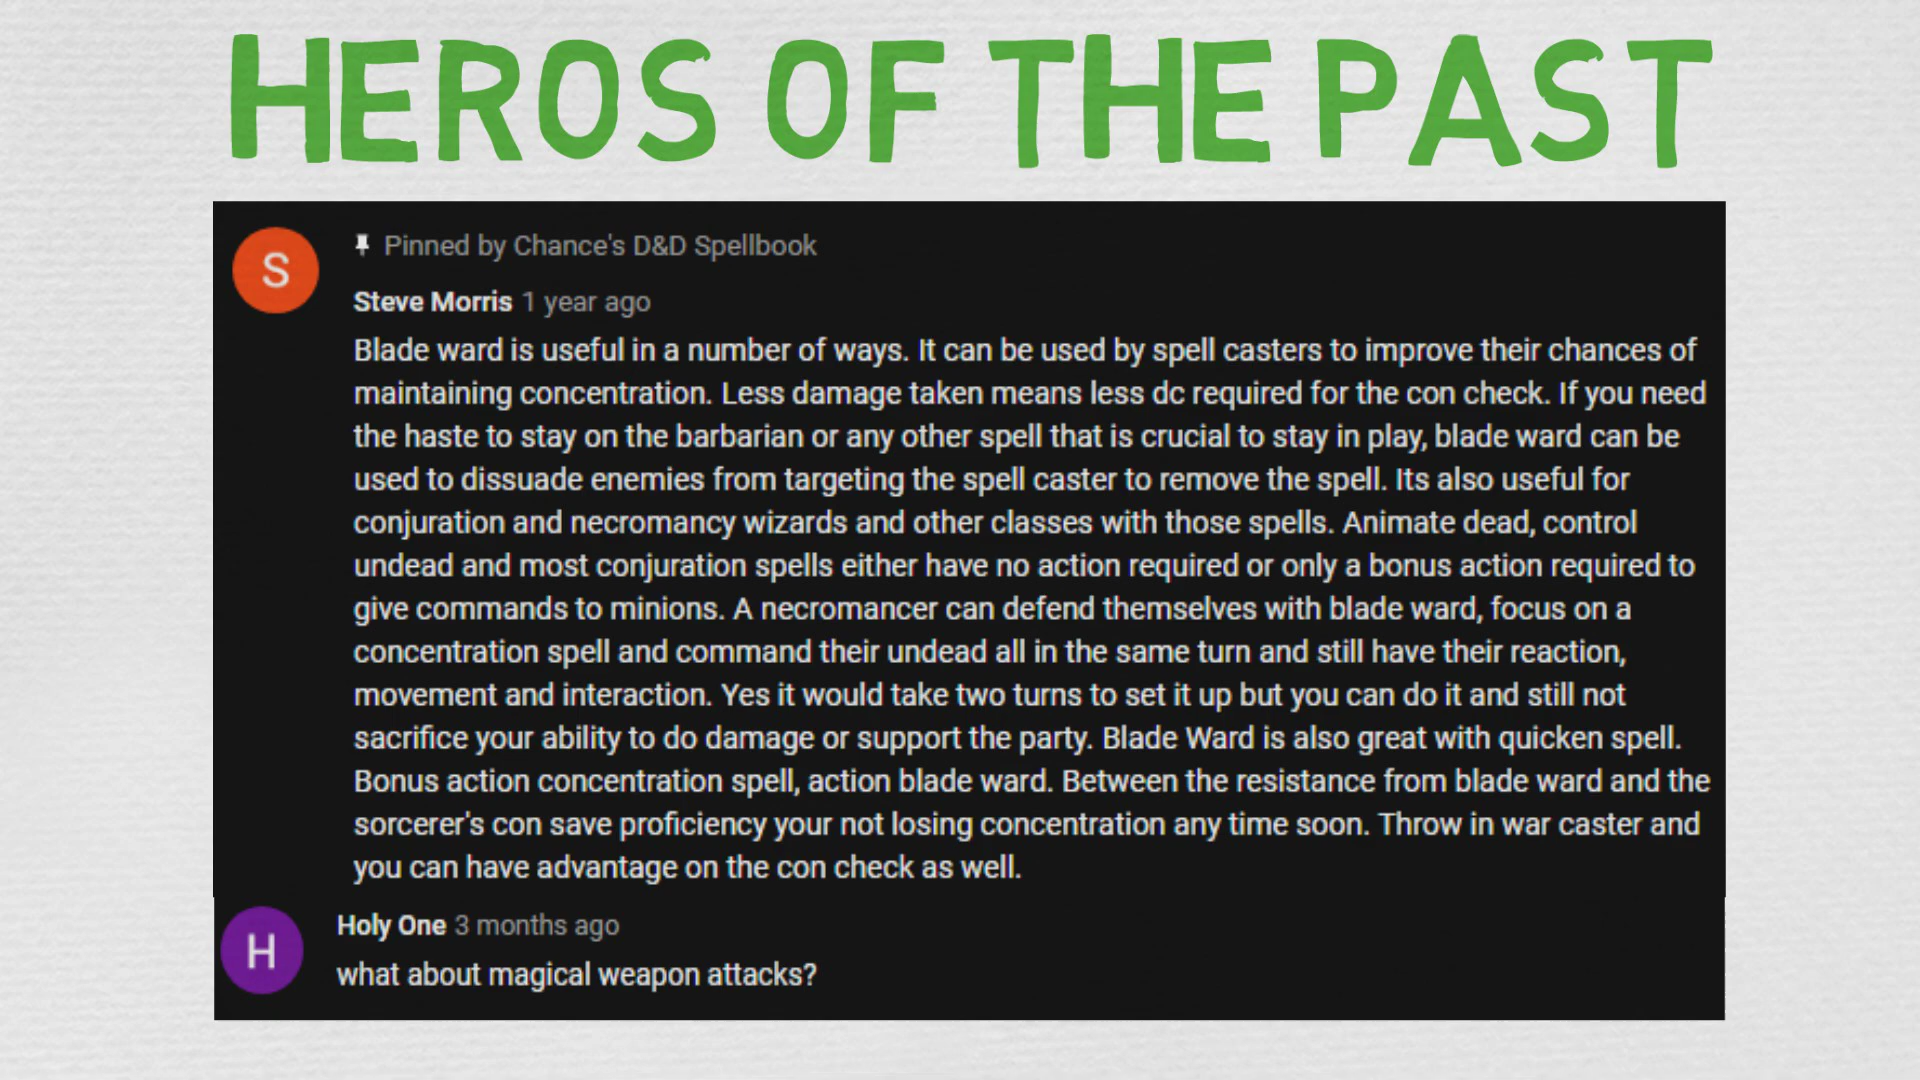 HEROS OF THE PAST
S
Pinned by Chance's D&D Spellbook
Steve Morris 1 year ago
Blade ward is useful in a number of ways. It can be used by spell casters to improve their chances of
maintaining concentration. Less damage taken means less dc required for the con check. If you need
the haste to stay on the barbarian or any other spell that is crucial to stay in play, blade ward can be
used to dissuade enemies from targeting the spell caster to remove the spell. Its also useful for
conjuration and necromancy wizards and other classes with those spells. Animate dead, control
undead and most conjuration spells either have no action required or only a bonus action required to
give commands to minions. A necromancer can defend themselves with blade ward, focus on a
concentration spell and command their undead all in the same turn and still have their reaction,
movement and interaction. Yes it would take two turns to set it up but you can do it and still not
sacrifice your ability to do damage or support the party. Blade Ward is also great with quicken spell.
Bonus action concentration spell, action blade ward. Between the resistance from blade ward and the
sorcerer's con save proficiency your not losing concentration any time soon. Throw in war caster and
you can have advantage on the con check as well.
H
Holy One 3 months ago
what about magical weapon attacks?